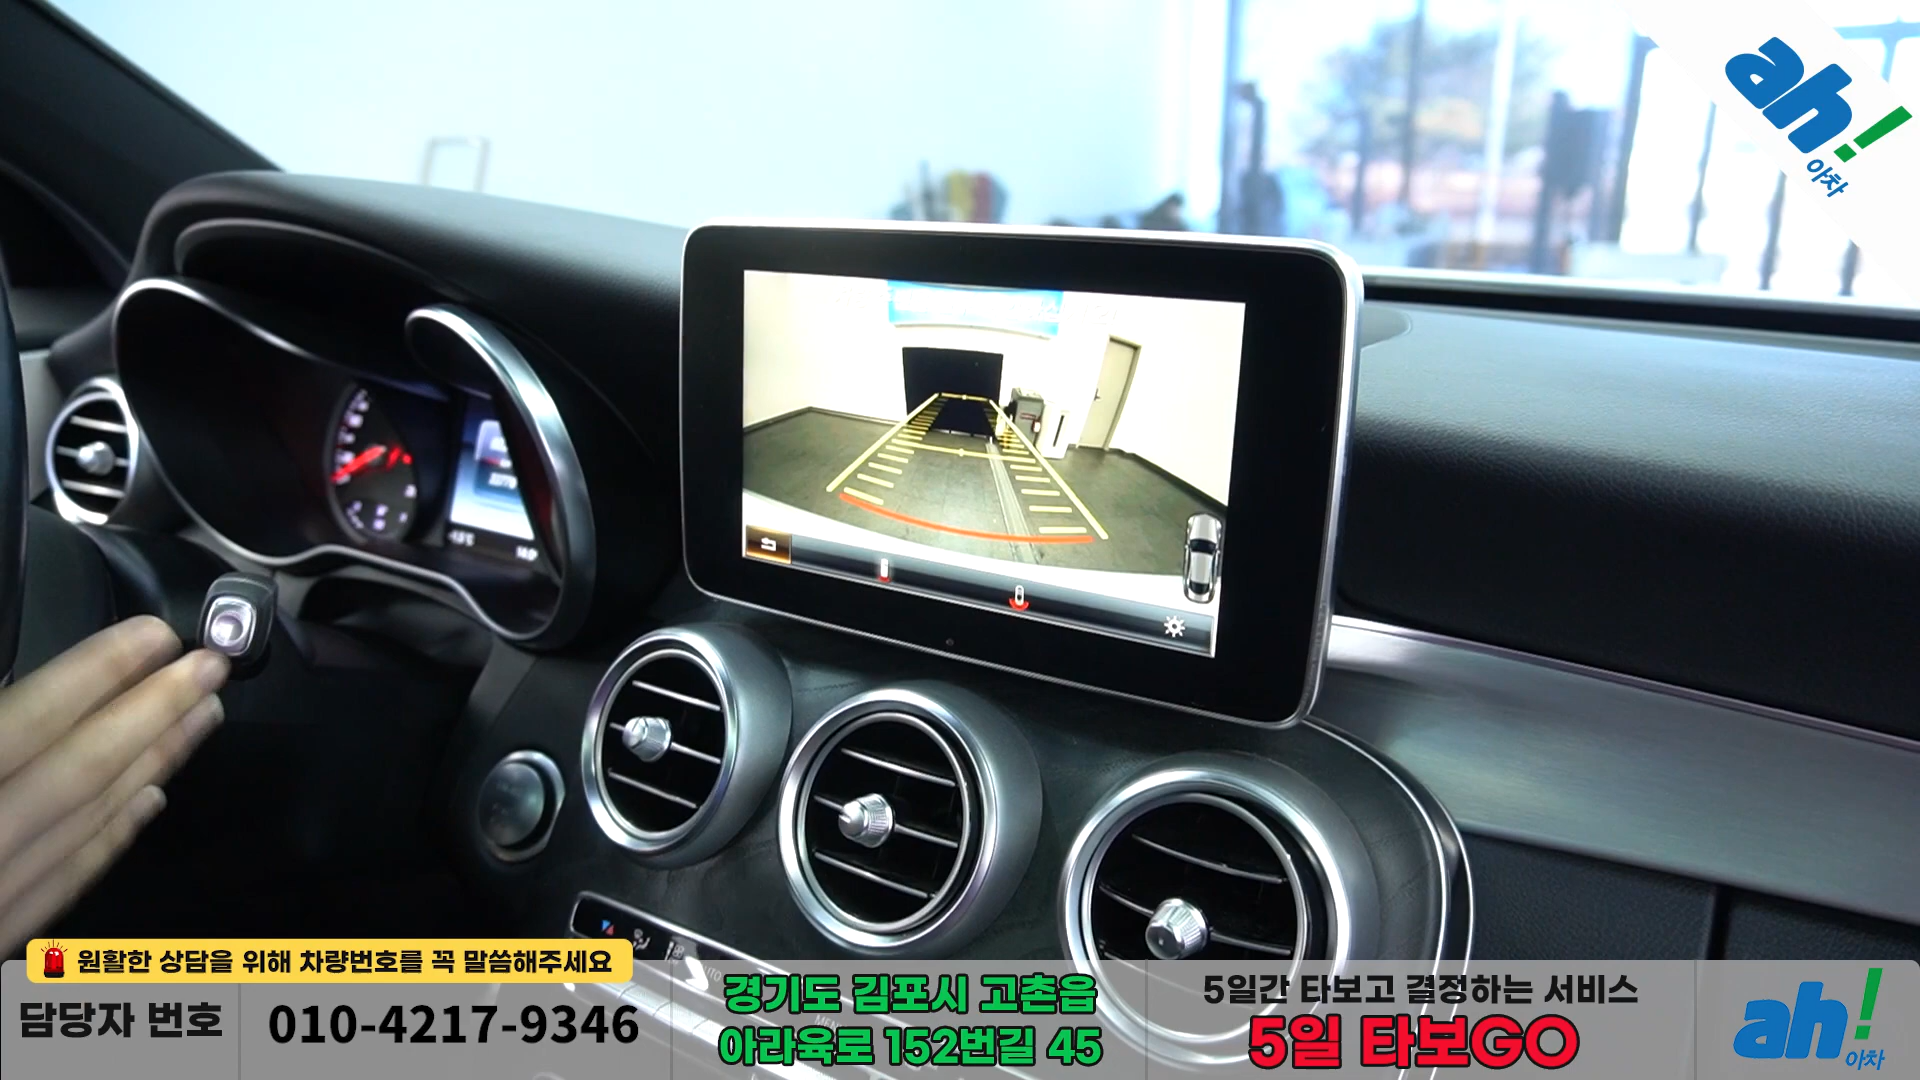 ah!
아차
원활한 상담을 위해 차량번호를 꼭 말씀해주세요
담당자 번호
010-4217-9346
경기도 김포시 고촌읍
아라육로 152번길 45
5일간 타보고 결정하는 서비스
5일 타보GO
ah!
아차